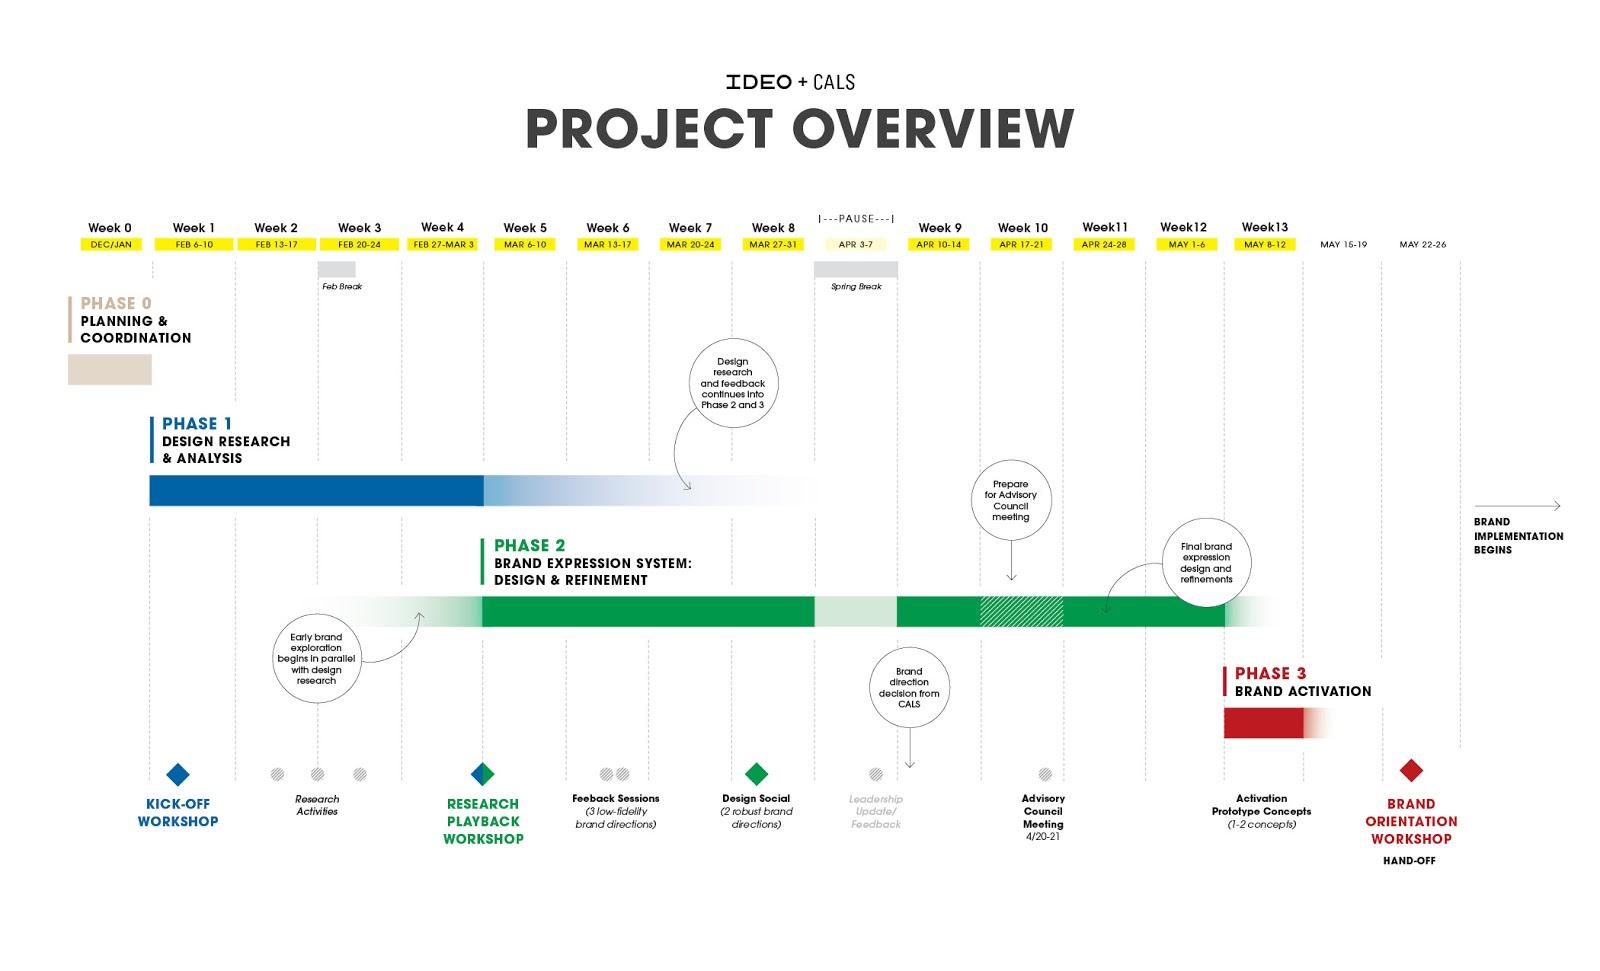 IDEO + CALS
PROJECT OVERVIEW
|---PAUSE---|
Week 0 Week 1 Week 2 Week 3 Week 4 Week 5 Week 6 Week 7 Week 8 Week 9 Week 10 Week11 Week12 Week13
DEC/JAN FEB 6-10 FEB 13-17 FEB 20-24 FEB 27-MAR 3 MAR 6-10 MAR 13-17 MAR 20-24 MAR 27-31 APR 3-7 APR 10-14 APR 17-21 APR 24-28 MAY 1-6 MAY 8-12 MAY 15-19 MAY 22-26
Feb Break
Spring Break
PHASE 0
PLANNING &
COORDINATION
Design
research
and feedback
continues into
Phase 2 and 3
PHASE 1
DESIGN RESEARCH
& ANALYSIS
Prepare
for Advisory
Council
meeting
BRAND
IMPLEMENTATION
BEGINS
PHASE 2
BRAND EXPRESSION SYSTEM:
DESIGN & REFINEMENT
Final brand
expression
design and
refinements
Early brand
exploration
begins in parallel
with design
research
Brand
direction
decision from
CALS
PHASE 3
BRAND ACTIVATION
KICK-OFF
WORKSHOP
Research
Activities
RESEARCH
PLAYBACK
WORKSHOP
Feeback Sessions
(3 low-fidelity
brand directions)
Design Social
(2 robust brand
directions)
Leadership
Update/
Feedback
Advisory
Council
Meeting
4/20-21
Activation
Prototype Concepts
(1-2 concepts)
BRAND
ORIENTATION
WORKSHOP
HAND-OFF